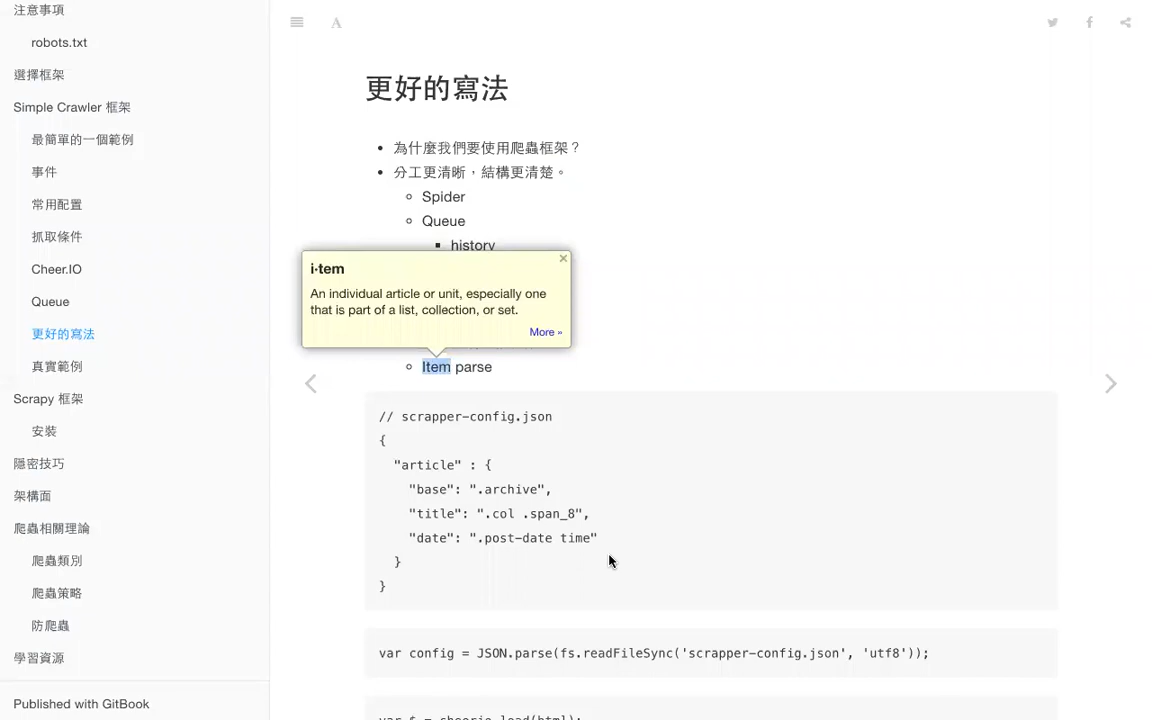 注意事項
robots.txt
選擇框架
Simple Crawler 框架
最簡單的一個範例
事件
常用配置
抓取條件
Cheer.IO
Queue
更好的寫法
真實範例
Scrapy 框架
安裝
隱密技巧
架構面
爬蟲相關理論
爬蟲類別
爬蟲策略
防爬蟲
學習資源
Published with GitBook
A
更好的寫法
為什麼我們要使用爬蟲框架？
分工更清晰，結構更清楚。
Spider
Queue
history
i·tem
An individual article or unit, especially one
that is part of a list, collection, or set.
More »
Item parse
// scrapper-config.json
{
"article" : {
"base": ".archive",
"title": ".col .span_8",
"date": ".post-date time"
}
}
var config = JSON.parse(fs.readFileSync('scrapper-config.json', 'utf8'));
var $ = cheerio.load(html);